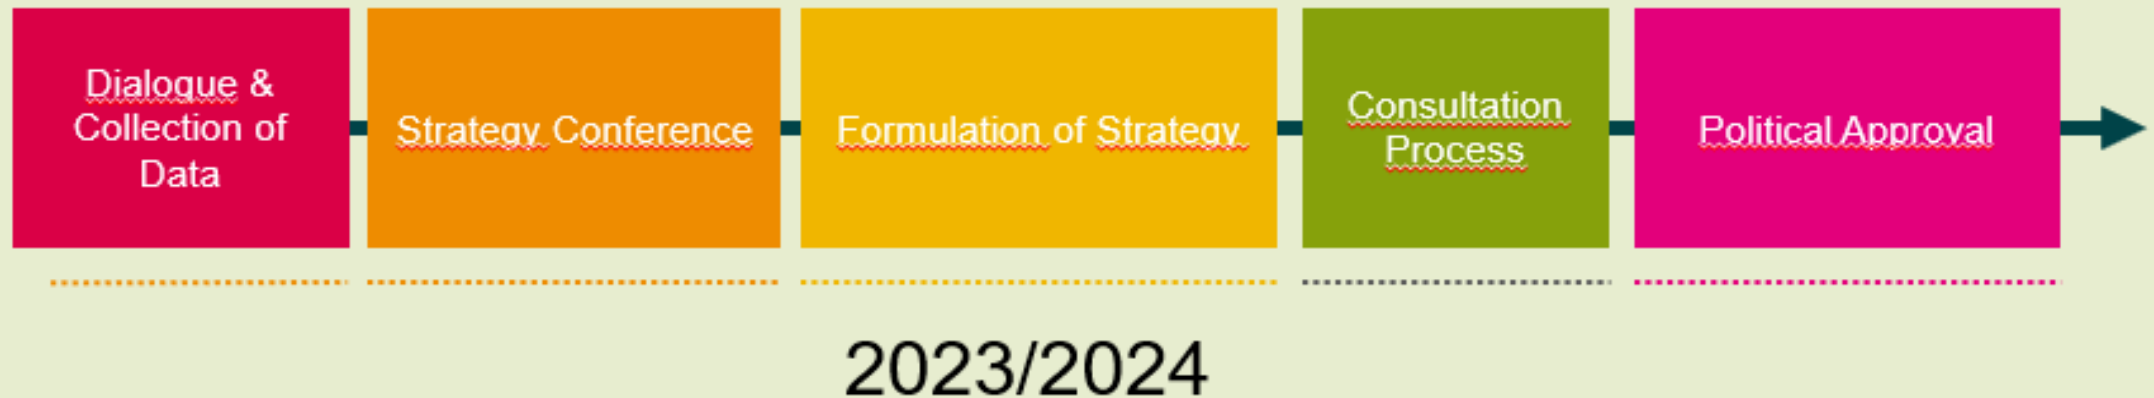 Dialogue &
Collection of
Data
Strategy Conference
Formulation of Strategy
Consultation
Process
Political Approval
2023/2024